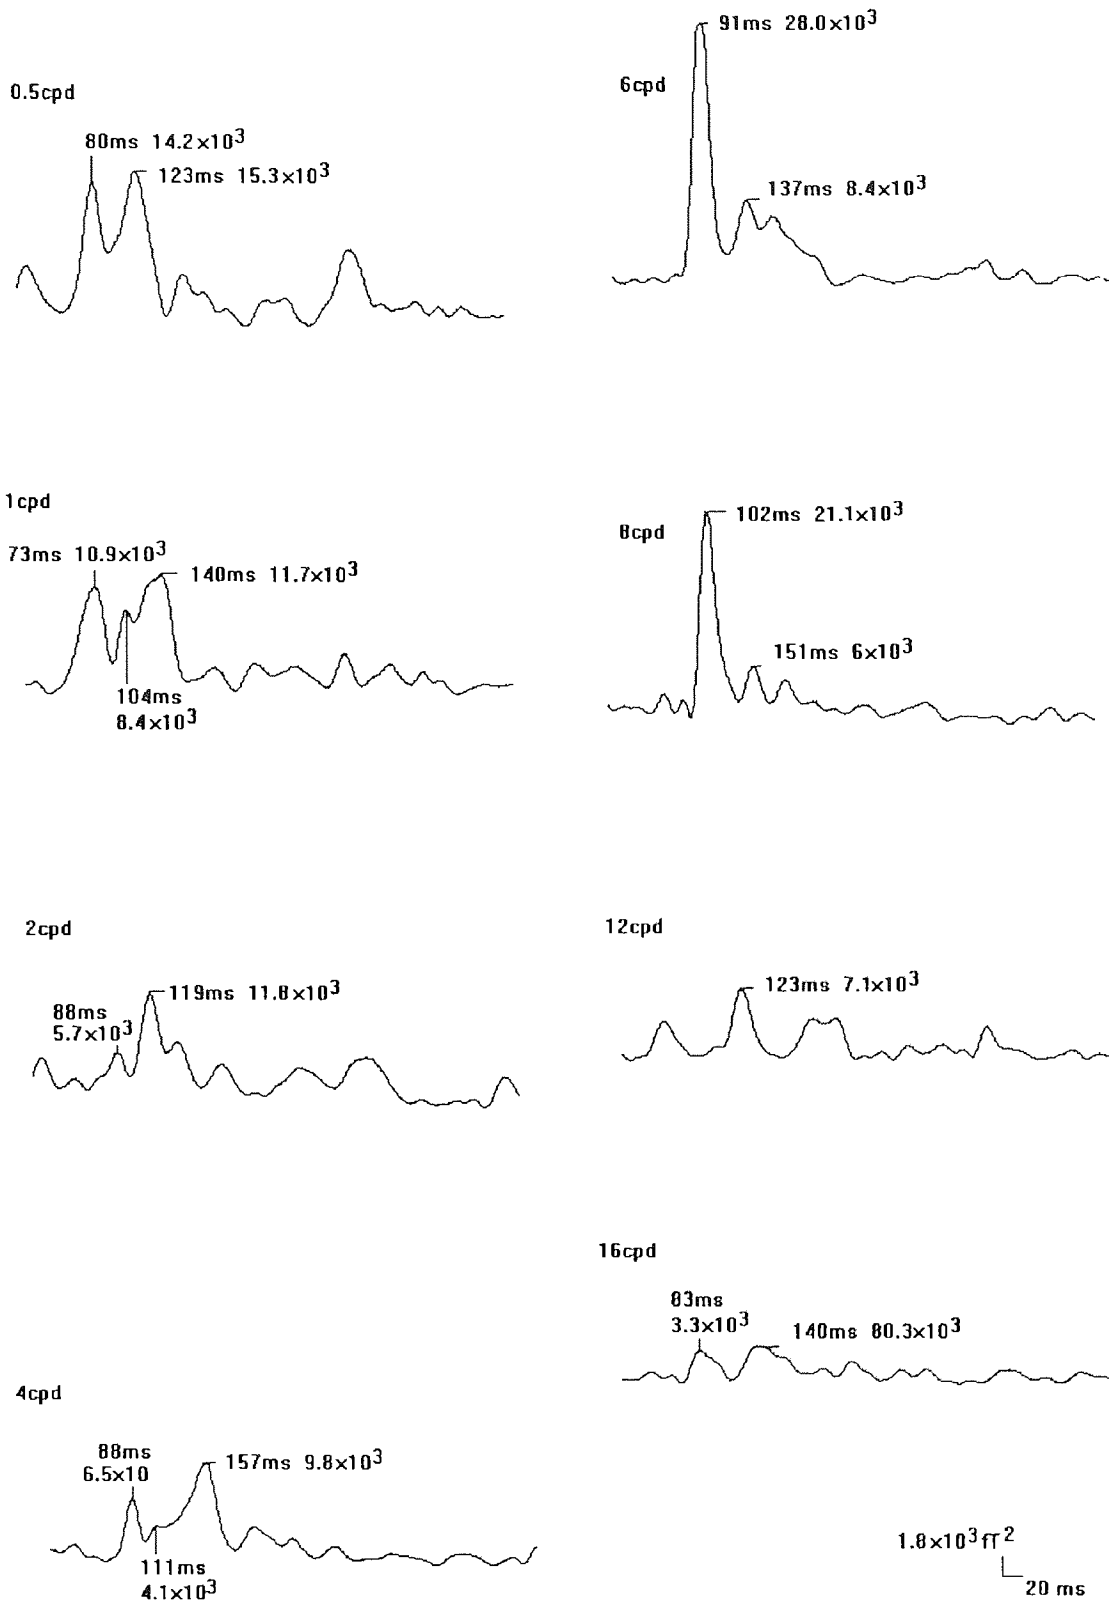 0.5cpd
80ms 14.2×10³
123ms 15.3×10³
1cpd
73ms 10.9×10³
140ms 11.7×10³
104ms
8.4×10³
2cpd
88ms
5.7×10³
119ms 11.8×10³
4cpd
88ms
6.5×10
157ms 9.8×10³
111ms
4.1×10³
6cpd
91ms 28.0×10³
137ms 8.4×10³
8cpd
102ms 21.1×10³
151ms 6×10³
12cpd
123ms 7.1×10³
16cpd
83ms
3.3×10³
140ms 80.3×10³
1.8×10³fT²
20 ms